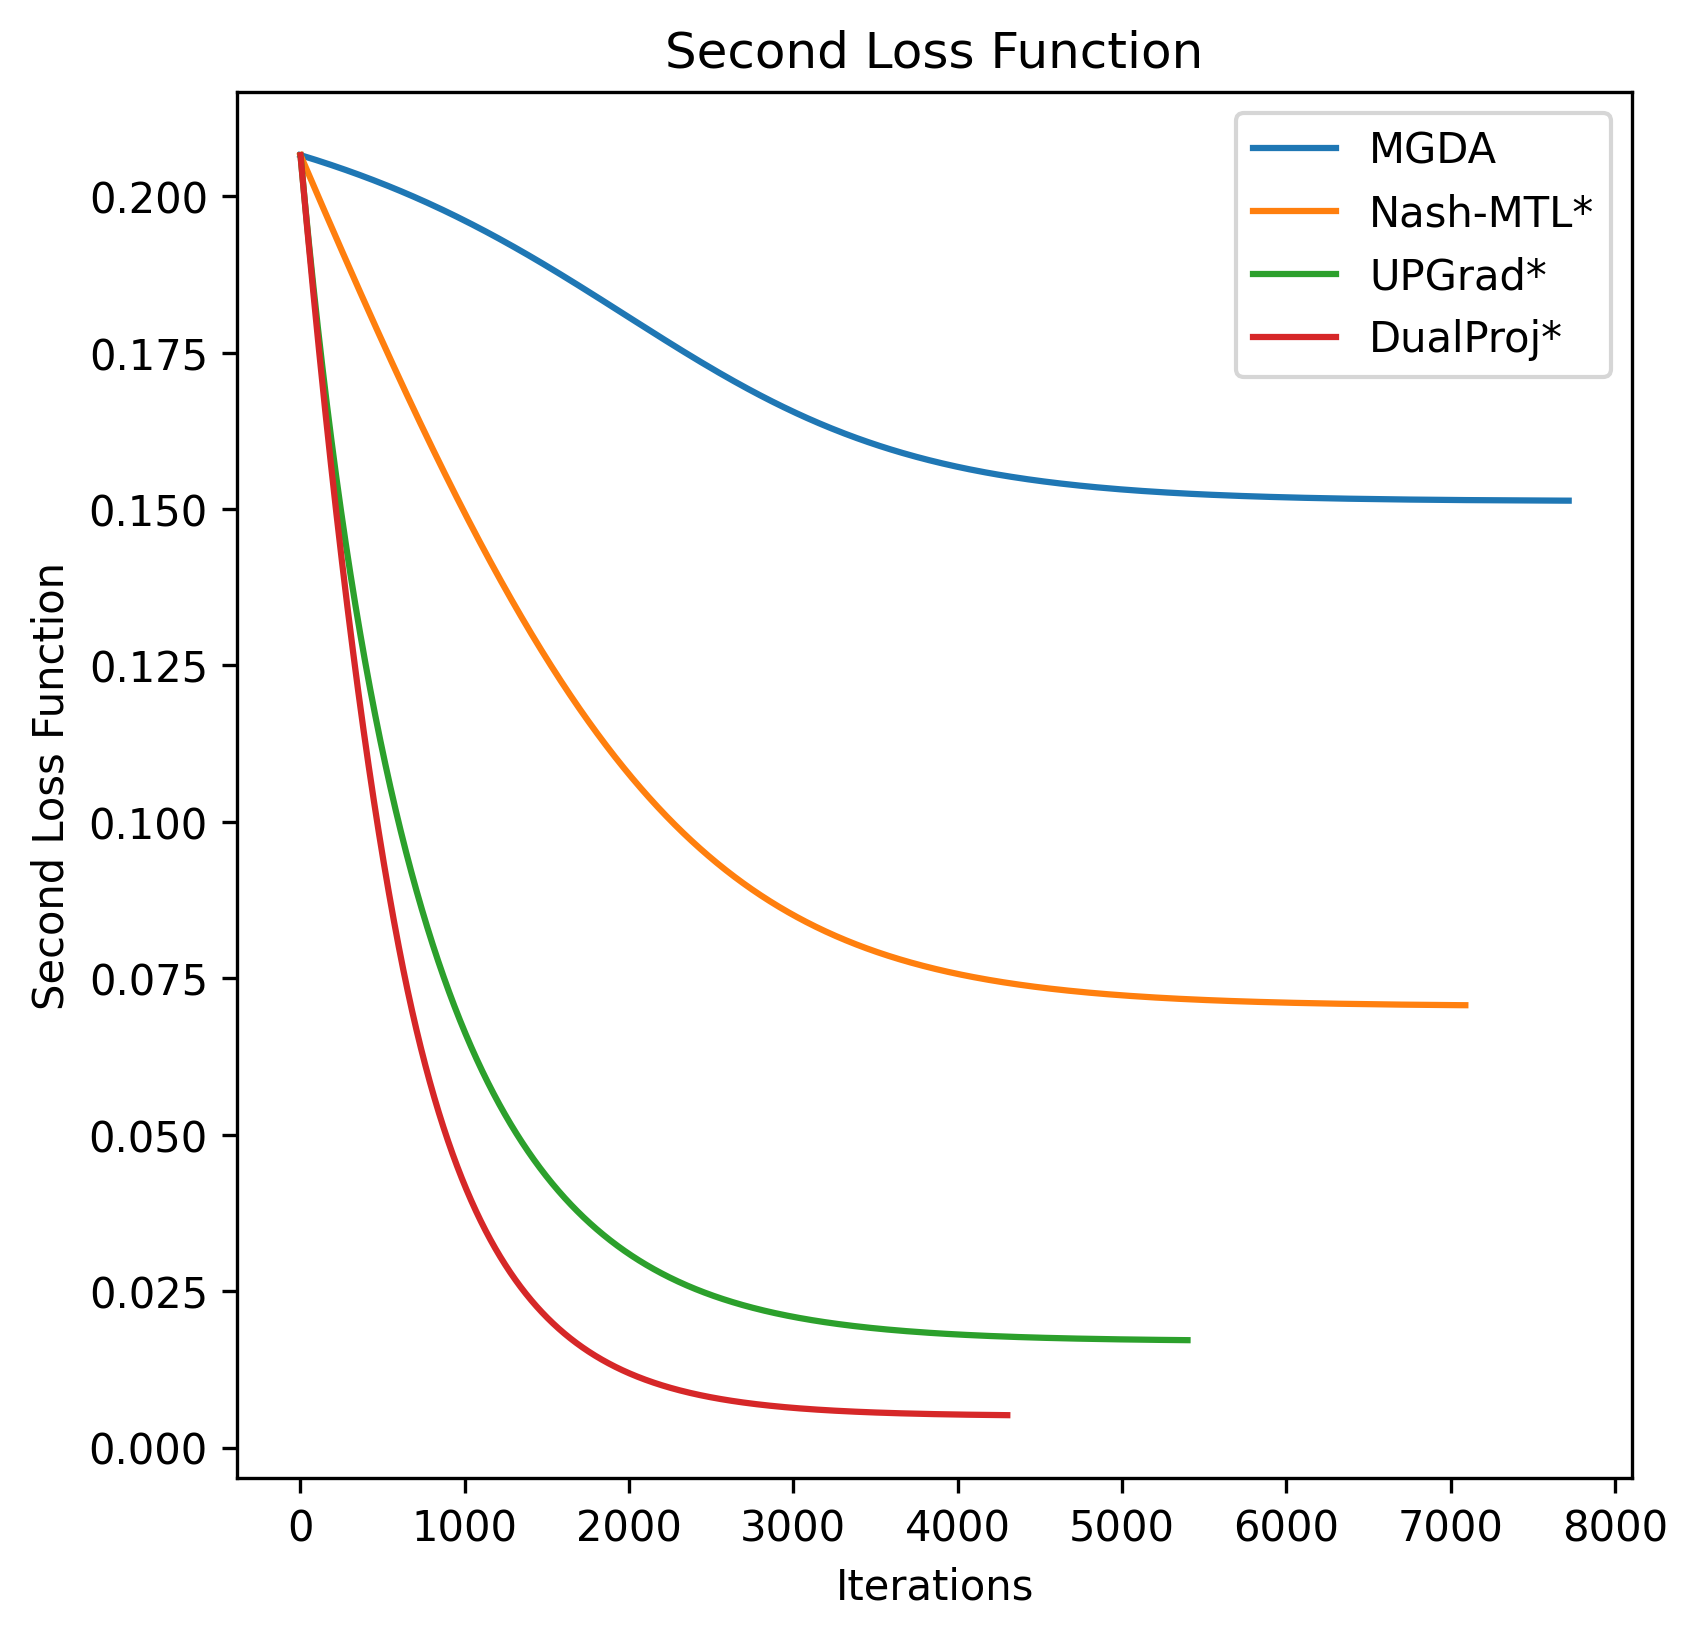 Second Loss Function
MGDA
Nash-MTL*
UPGrad*
DualProj*
Second Loss Function
0.200
0.175
0.150
0.125
0.100
0.075
0.050
0.025
0.000
0 1000 2000 3000 4000 5000 6000 7000 8000
Iterations